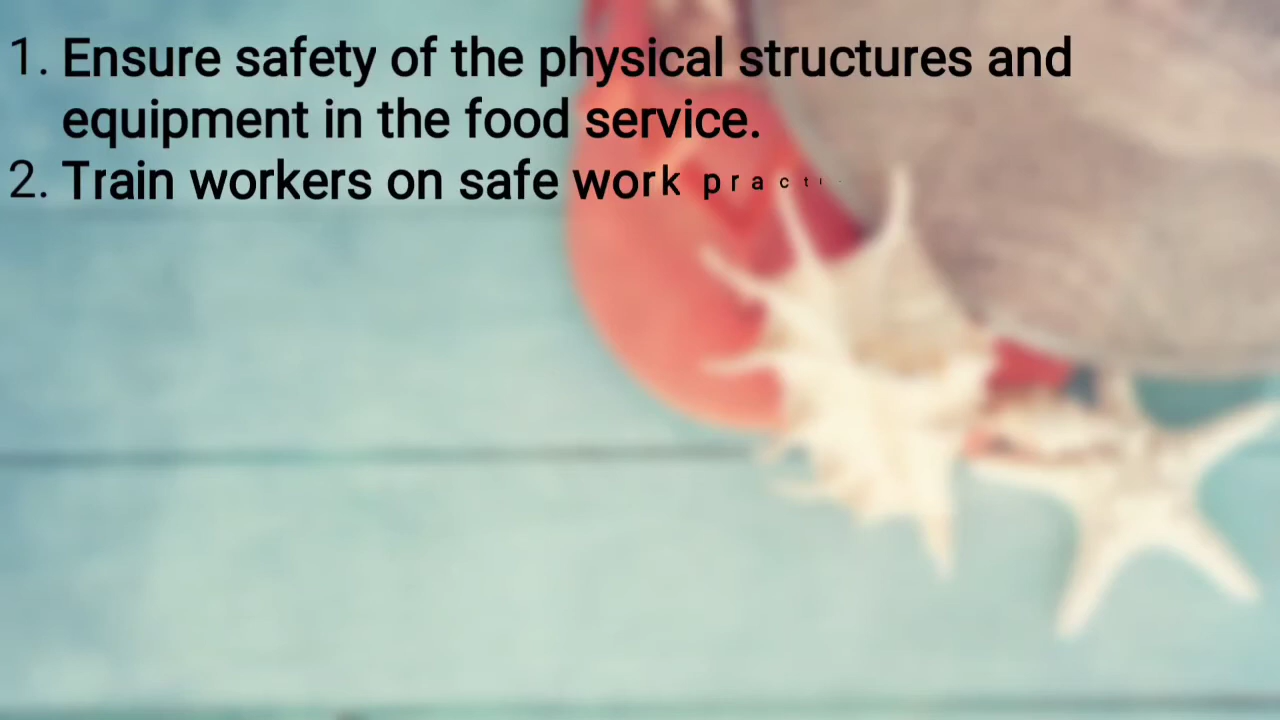 1. Ensure safety of the physical structures and
equipment in the food service.
2. Train workers on safe work